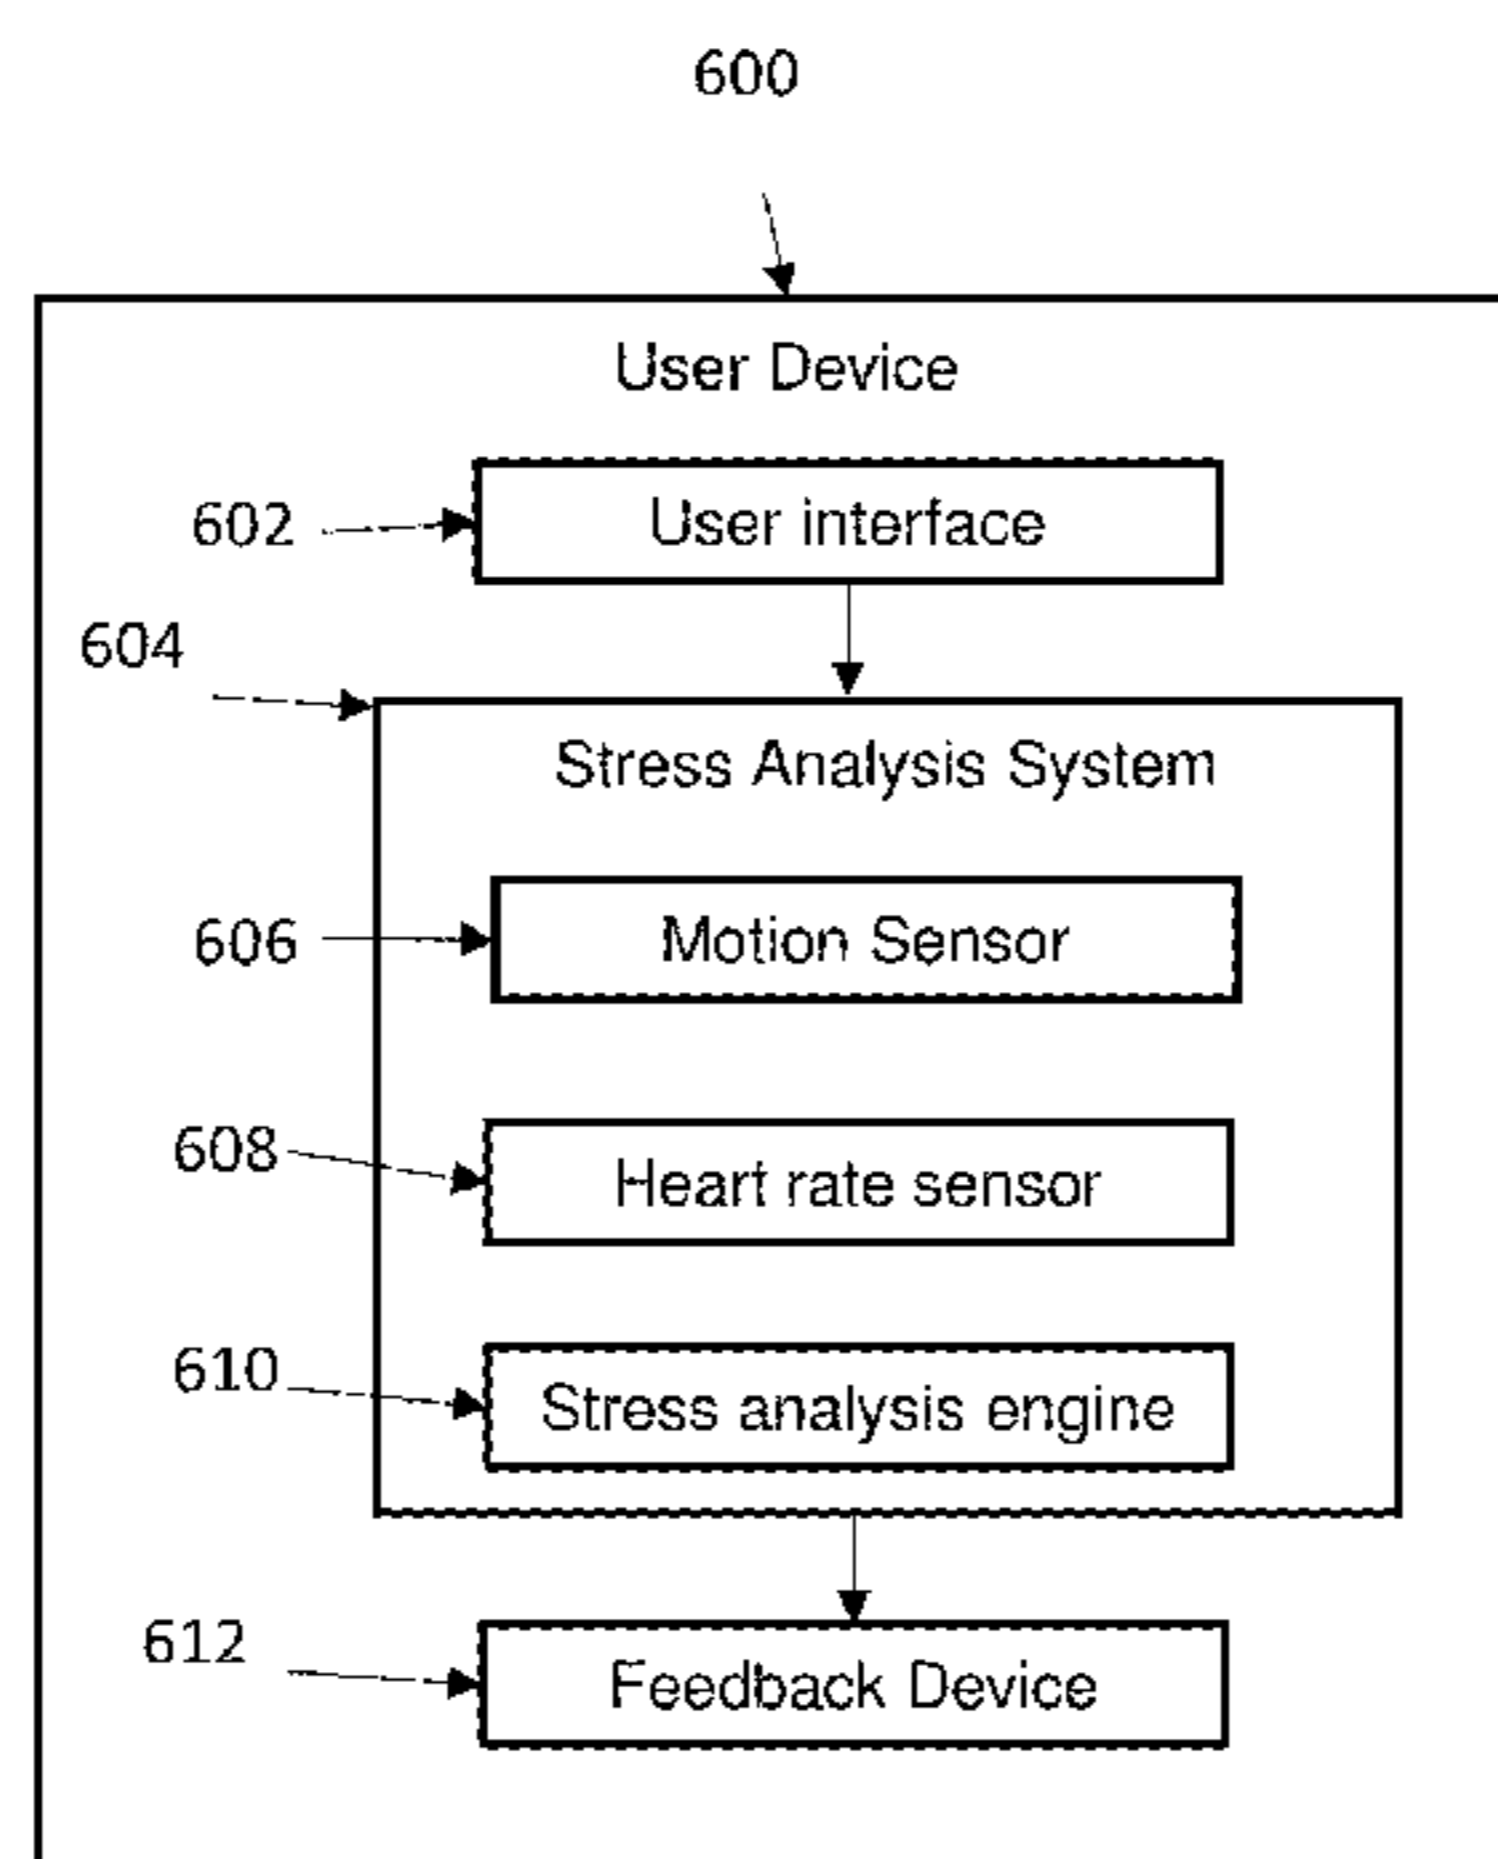 600
User Device
602
User interface
604
Stress Analysis System
606
Motion Sensor
608
Heart rate sensor
610
Stress analysis engine
612
Feedback Device